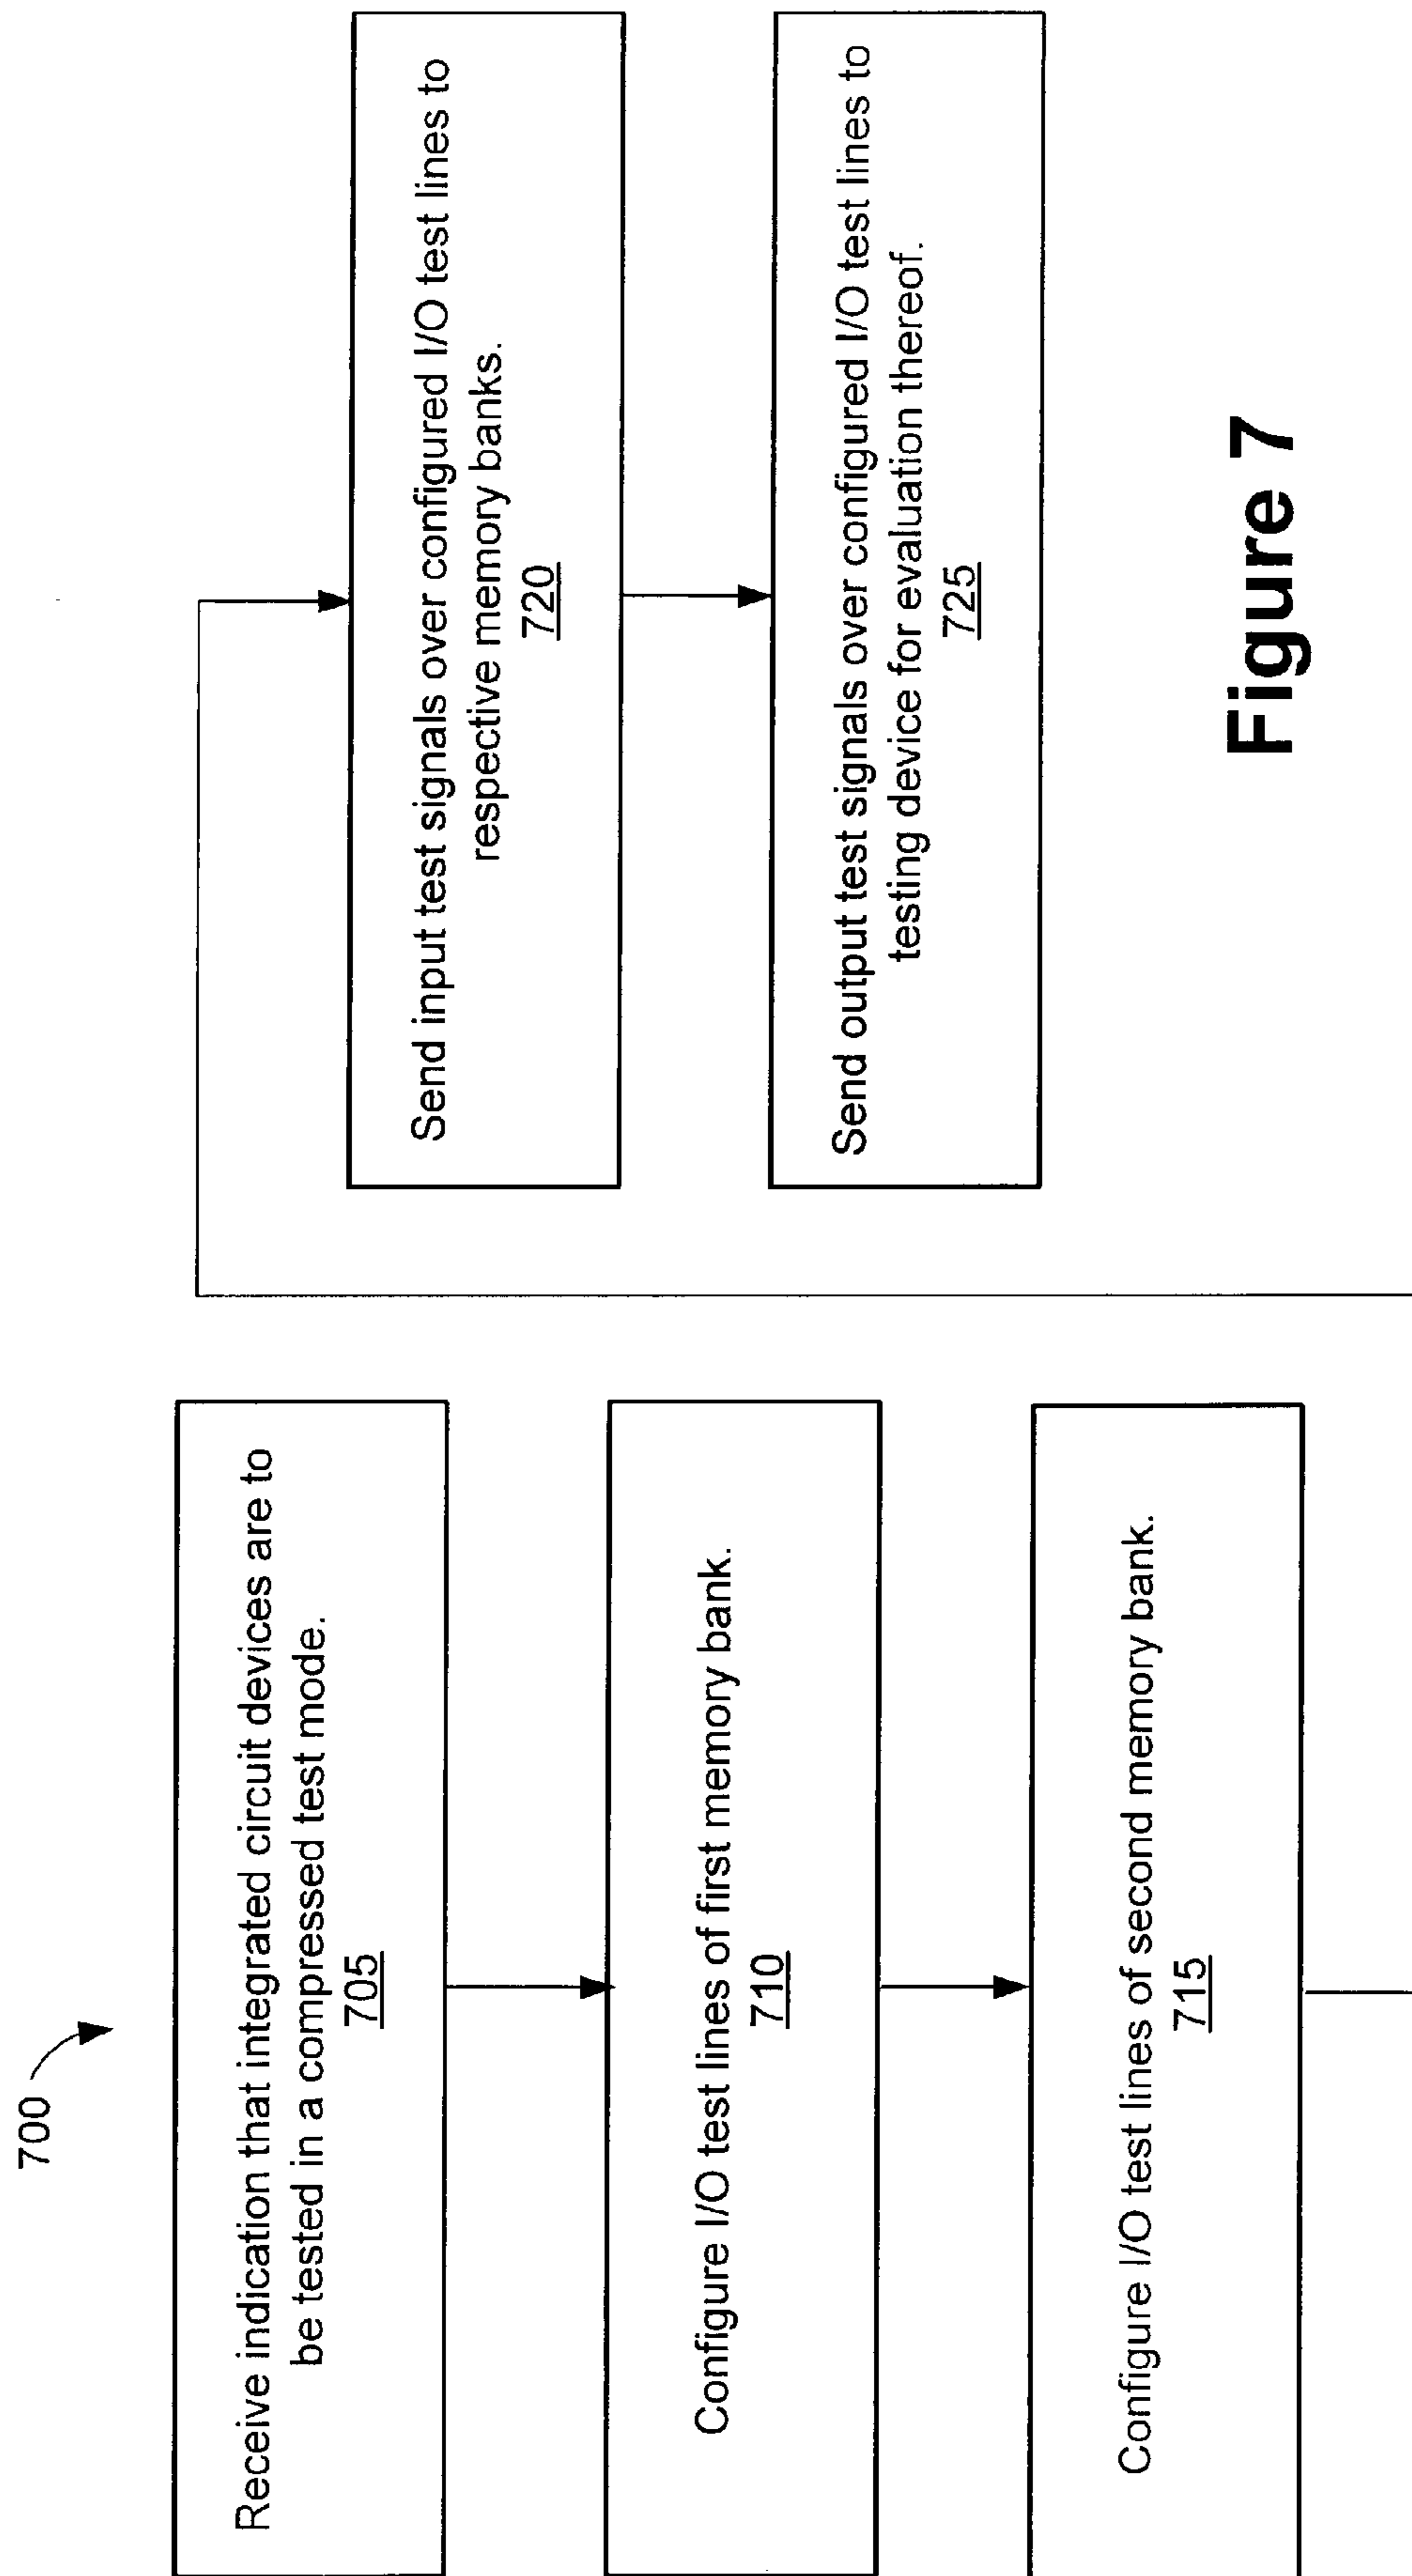 700
Receive indication that integrated circuit devices are to
be tested in a compressed test mode.
705
Configure I/O test lines of first memory bank.
710
Configure I/O test lines of second memory bank.
715
Send input test signals over configured I/O test lines to
respective memory banks.
720
Send output test signals over configured I/O test lines to
testing device for evaluation thereof.
725
Figure 7